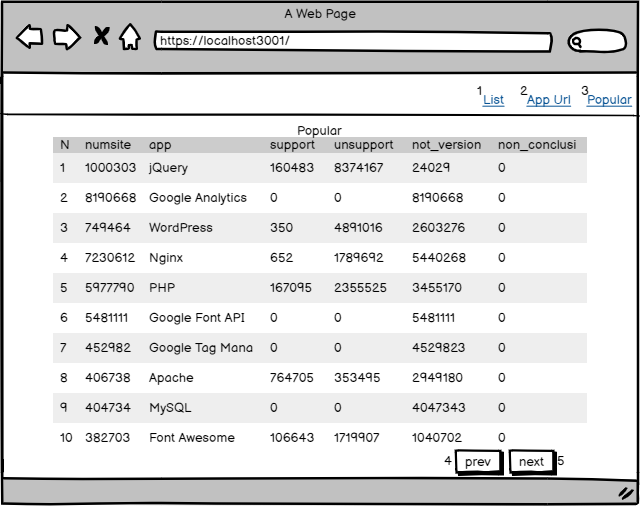 A Web Page
https://localhost3001/
1 List 2 App Url 3 Popular
Popular
N numsite app support unsupport not_version non_conclusi
1 1000303 jQuery 160483 8374167 24029 0
2 8190668 Google Analytics 0 0 8190668 0
3 749464 WordPress 350 4891016 2603276 0
4 7230612 Nginx 652 1789692 5440268 0
5 5977790 PHP 167095 2355525 3455170 0
6 5481111 Google Font API 0 0 5481111 0
7 452982 Google Tag Mana 0 0 4529823 0
8 406738 Apache 764705 353495 2949180 0
9 404734 MySQL 0 0 4047343 0
10 382703 Font Awesome 106643 1719907 1040702 0
4 prev next 5